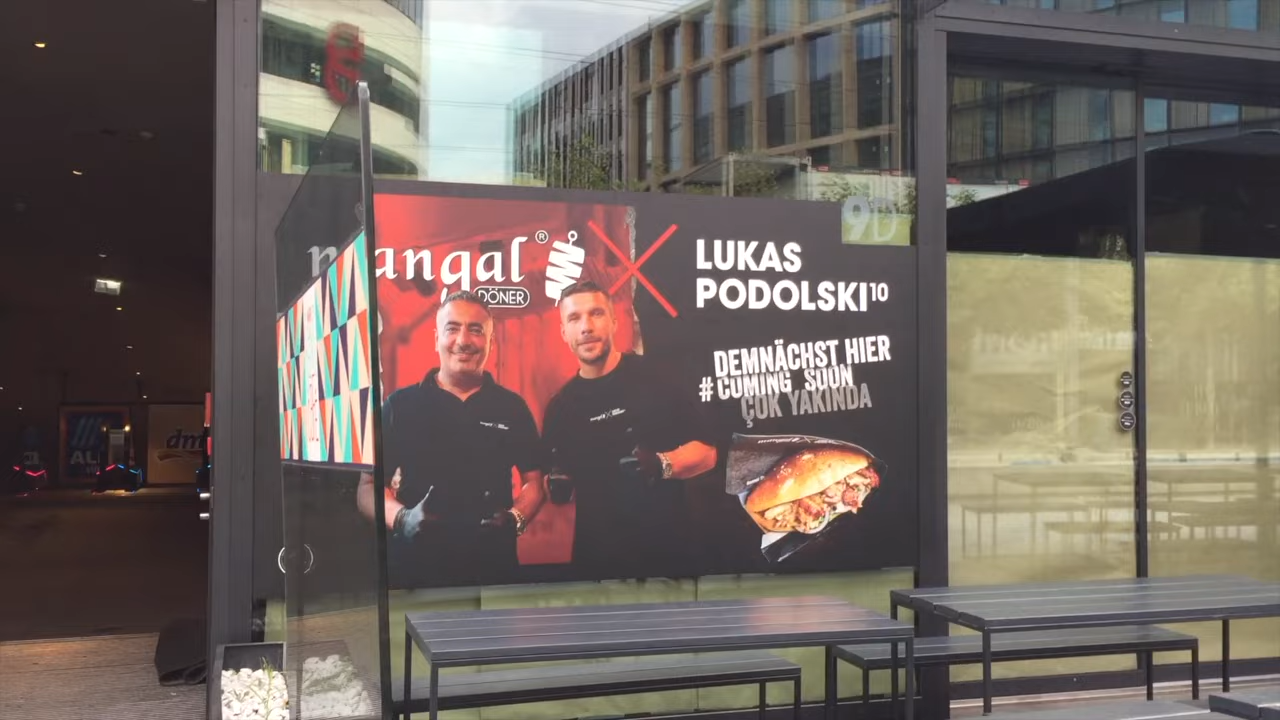 mangal®
DÖNER
LUKAS
PODOLSKI¹⁰
9D
DEMNÄCHST HIER
#COMING SOON
ÇOK YAKINDA
dm